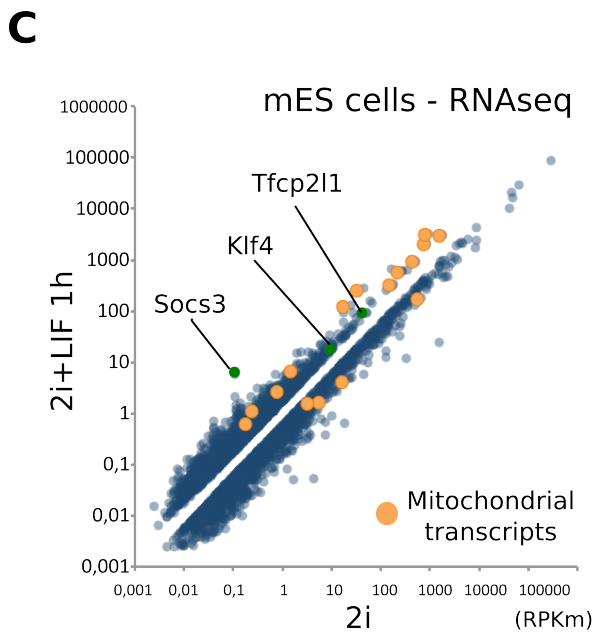 C
mES cells - RNAseq
1000000
100000
10000
1000
100
10
1
0,1
0,01
0,001
2i+LIF 1h
Tfcp2l1
Klf4
Socs3
Mitochondrial
transcripts
0,001 0,01 0,1 1 10 100 1000 10000 100000
2i
(RPKm)